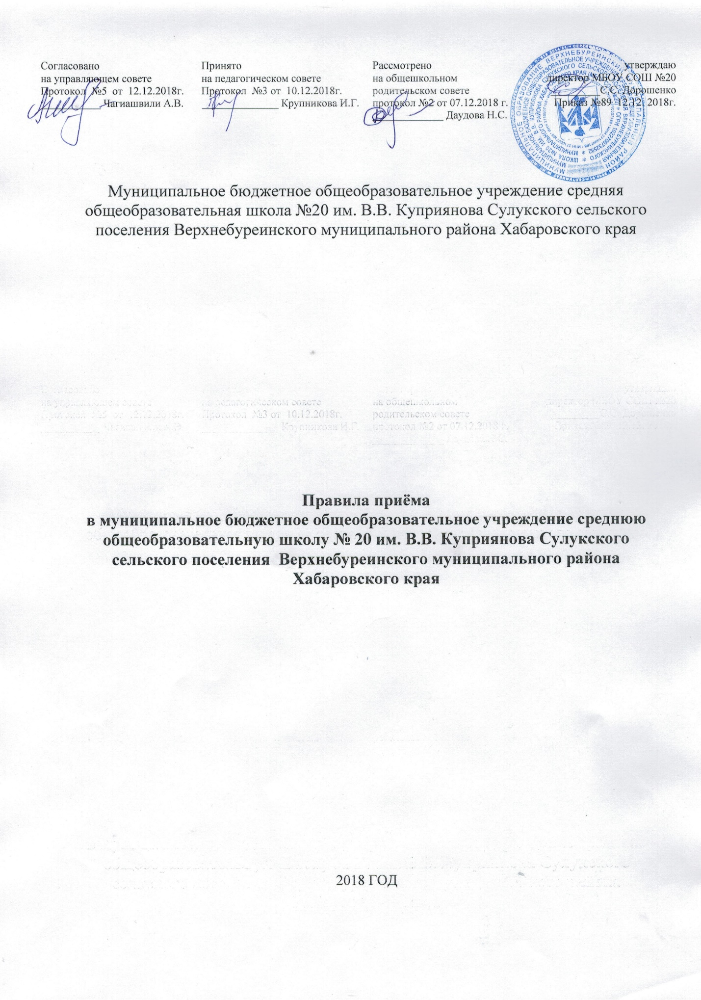 Согласовано
на управляющем совете
Протокол №5 от 12.12.2018г.
Чагиашвили А.В.
Принято
на педагогическом совете
Протокол №3 от 10.12.2018г.
Крупникова И.Г.
Рассмотрено
на общешкольном
родительском совете
протокол №2 от 07.12.2018 г.
Даудова Н.С.
утверждаю
директор МБОУ СОШ №20
С.С. Дорошенко
Приказ №89 12.12. 2018г.
Муниципальное бюджетное общеобразовательное учреждение средняя
общеобразовательная школа №20 им. В.В. Куприянова Сулукского сельского
поселения Верхнебуреинского муниципального района Хабаровского края
Правила приёма
в муниципальное бюджетное общеобразовательное учреждение среднюю
общеобразовательную школу № 20 им. В.В. Куприянова Сулукского
сельского поселения Верхнебуреинского муниципального района
Хабаровского края
2018 ГОД